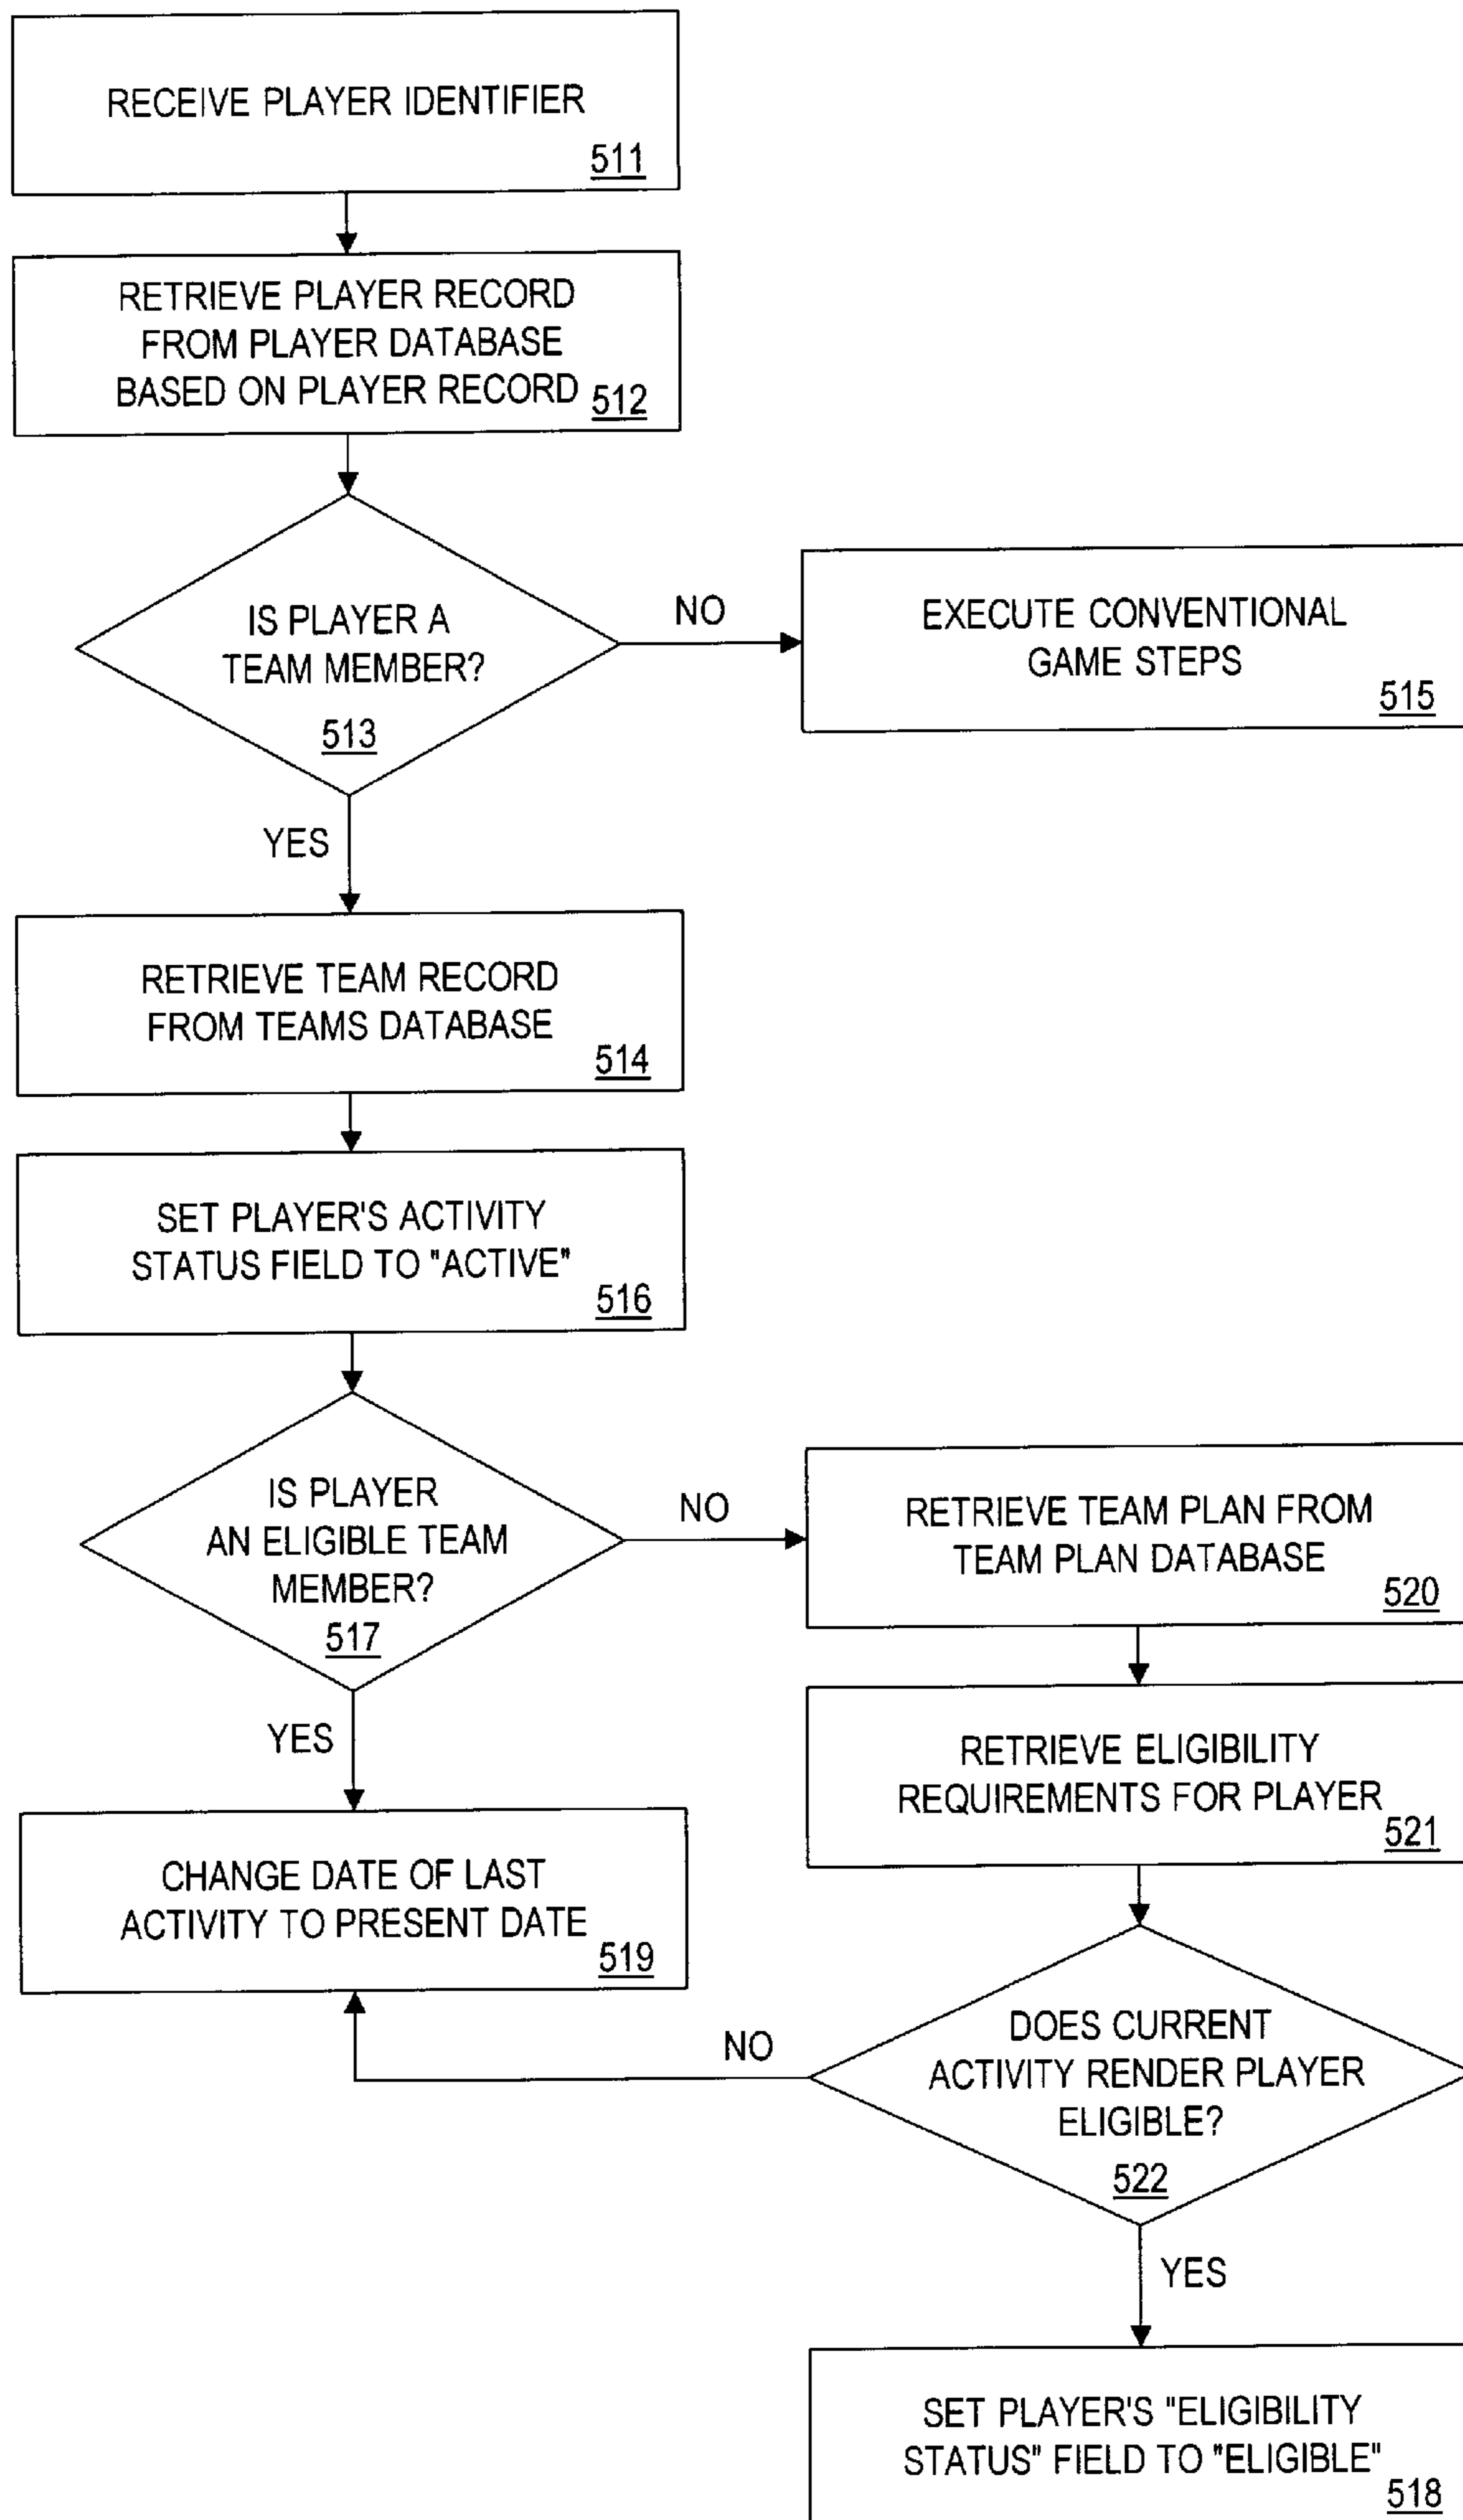 RECEIVE PLAYER IDENTIFIER
511
RETRIEVE PLAYER RECORD
FROM PLAYER DATABASE
BASED ON PLAYER RECORD
512
IS PLAYER A
TEAM MEMBER?
513
NO
EXECUTE CONVENTIONAL
GAME STEPS
515
YES
RETRIEVE TEAM RECORD
FROM TEAMS DATABASE
514
SET PLAYER'S ACTIVITY
STATUS FIELD TO "ACTIVE"
516
IS PLAYER
AN ELIGIBLE TEAM
MEMBER?
517
NO
RETRIEVE TEAM PLAN FROM
TEAM PLAN DATABASE
520
RETRIEVE ELIGIBILITY
REQUIREMENTS FOR PLAYER
521
YES
CHANGE DATE OF LAST
ACTIVITY TO PRESENT DATE
519
NO
DOES CURRENT
ACTIVITY RENDER PLAYER
ELIGIBLE?
522
YES
SET PLAYER'S "ELIGIBILITY
STATUS" FIELD TO "ELIGIBLE"
518